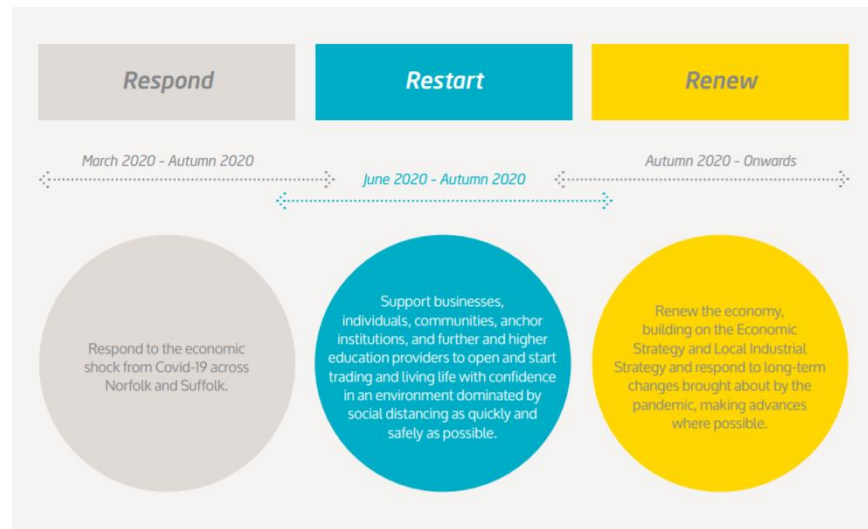 Respond
Restart
Renew
March 2020 - Autumn 2020
June 2020 - Autumn 2020
Autumn 2020 - Onwards
Respond to the economic
shock from Covid-19 across
Norfolk and Suffolk.
Support businesses,
individuals, communities, anchor
institutions, and further and higher
education providers to open and start
trading and living life with confidence
in an environment dominated by
social distancing as quickly and
safely as possible.
Renew the economy,
building on the Economic
Strategy and Local Industrial
Strategy and respond to long-term
changes brought about by the
pandemic, making advances
where possible.